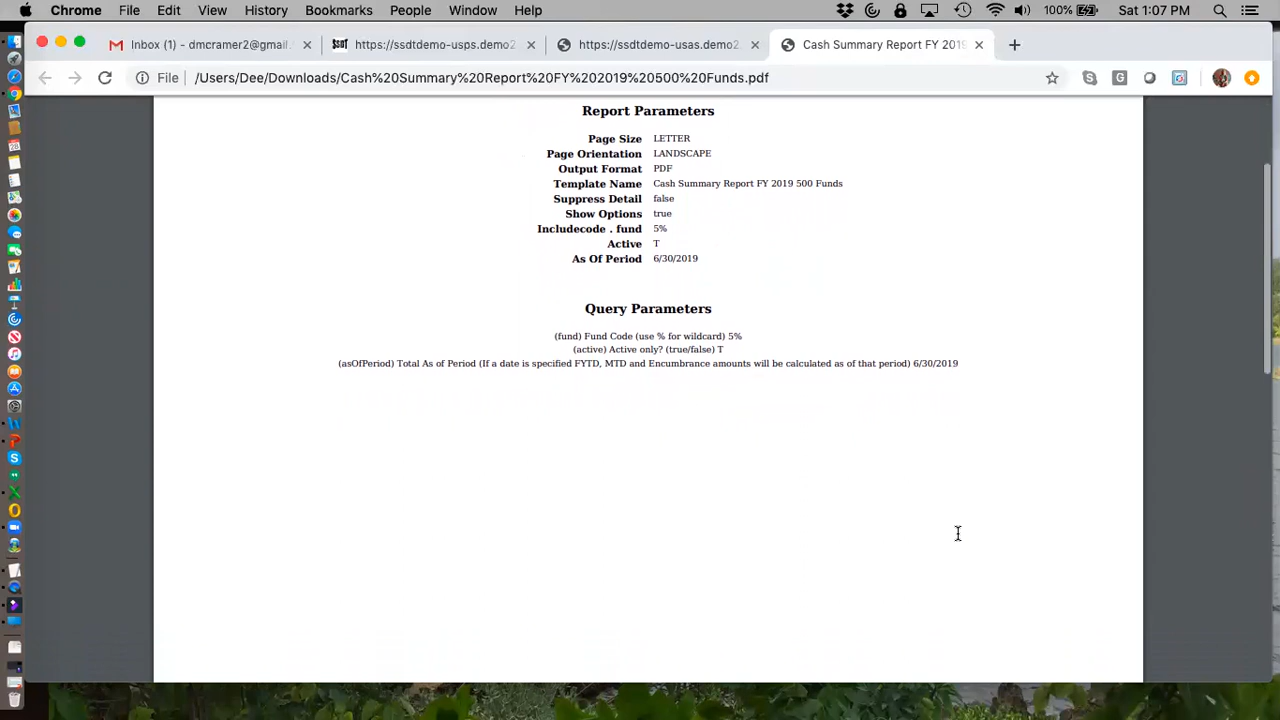 Chrome File Edit View History Bookmarks People Window Help 100% Sat 1:07 PM
Inbox (1) - dmcramer2@gmail. https://ssdtdemo-usps.demo2 https://ssdtdemo-usas.demo2 Cash Summary Report FY 2019
File /Users/Dee/Downloads/Cash%20Summary%20Report%20FY%202019%20500%20Funds.pdf
Report Parameters
Page Size LETTER
Page Orientation LANDSCAPE
Output Format PDF
Template Name Cash Summary Report FY 2019 500 Funds
Suppress Detail false
Show Options true
Includecode . fund 5%
Active T
As Of Period 6/30/2019
Query Parameters
(fund) Fund Code (use % for wildcard) 5%
(active) Active only? (true/false) T
(asOfPeriod) Total As of Period (If a date is specified FYTD, MTD and Encumbrance amounts will be calculated as of that period) 6/30/2019